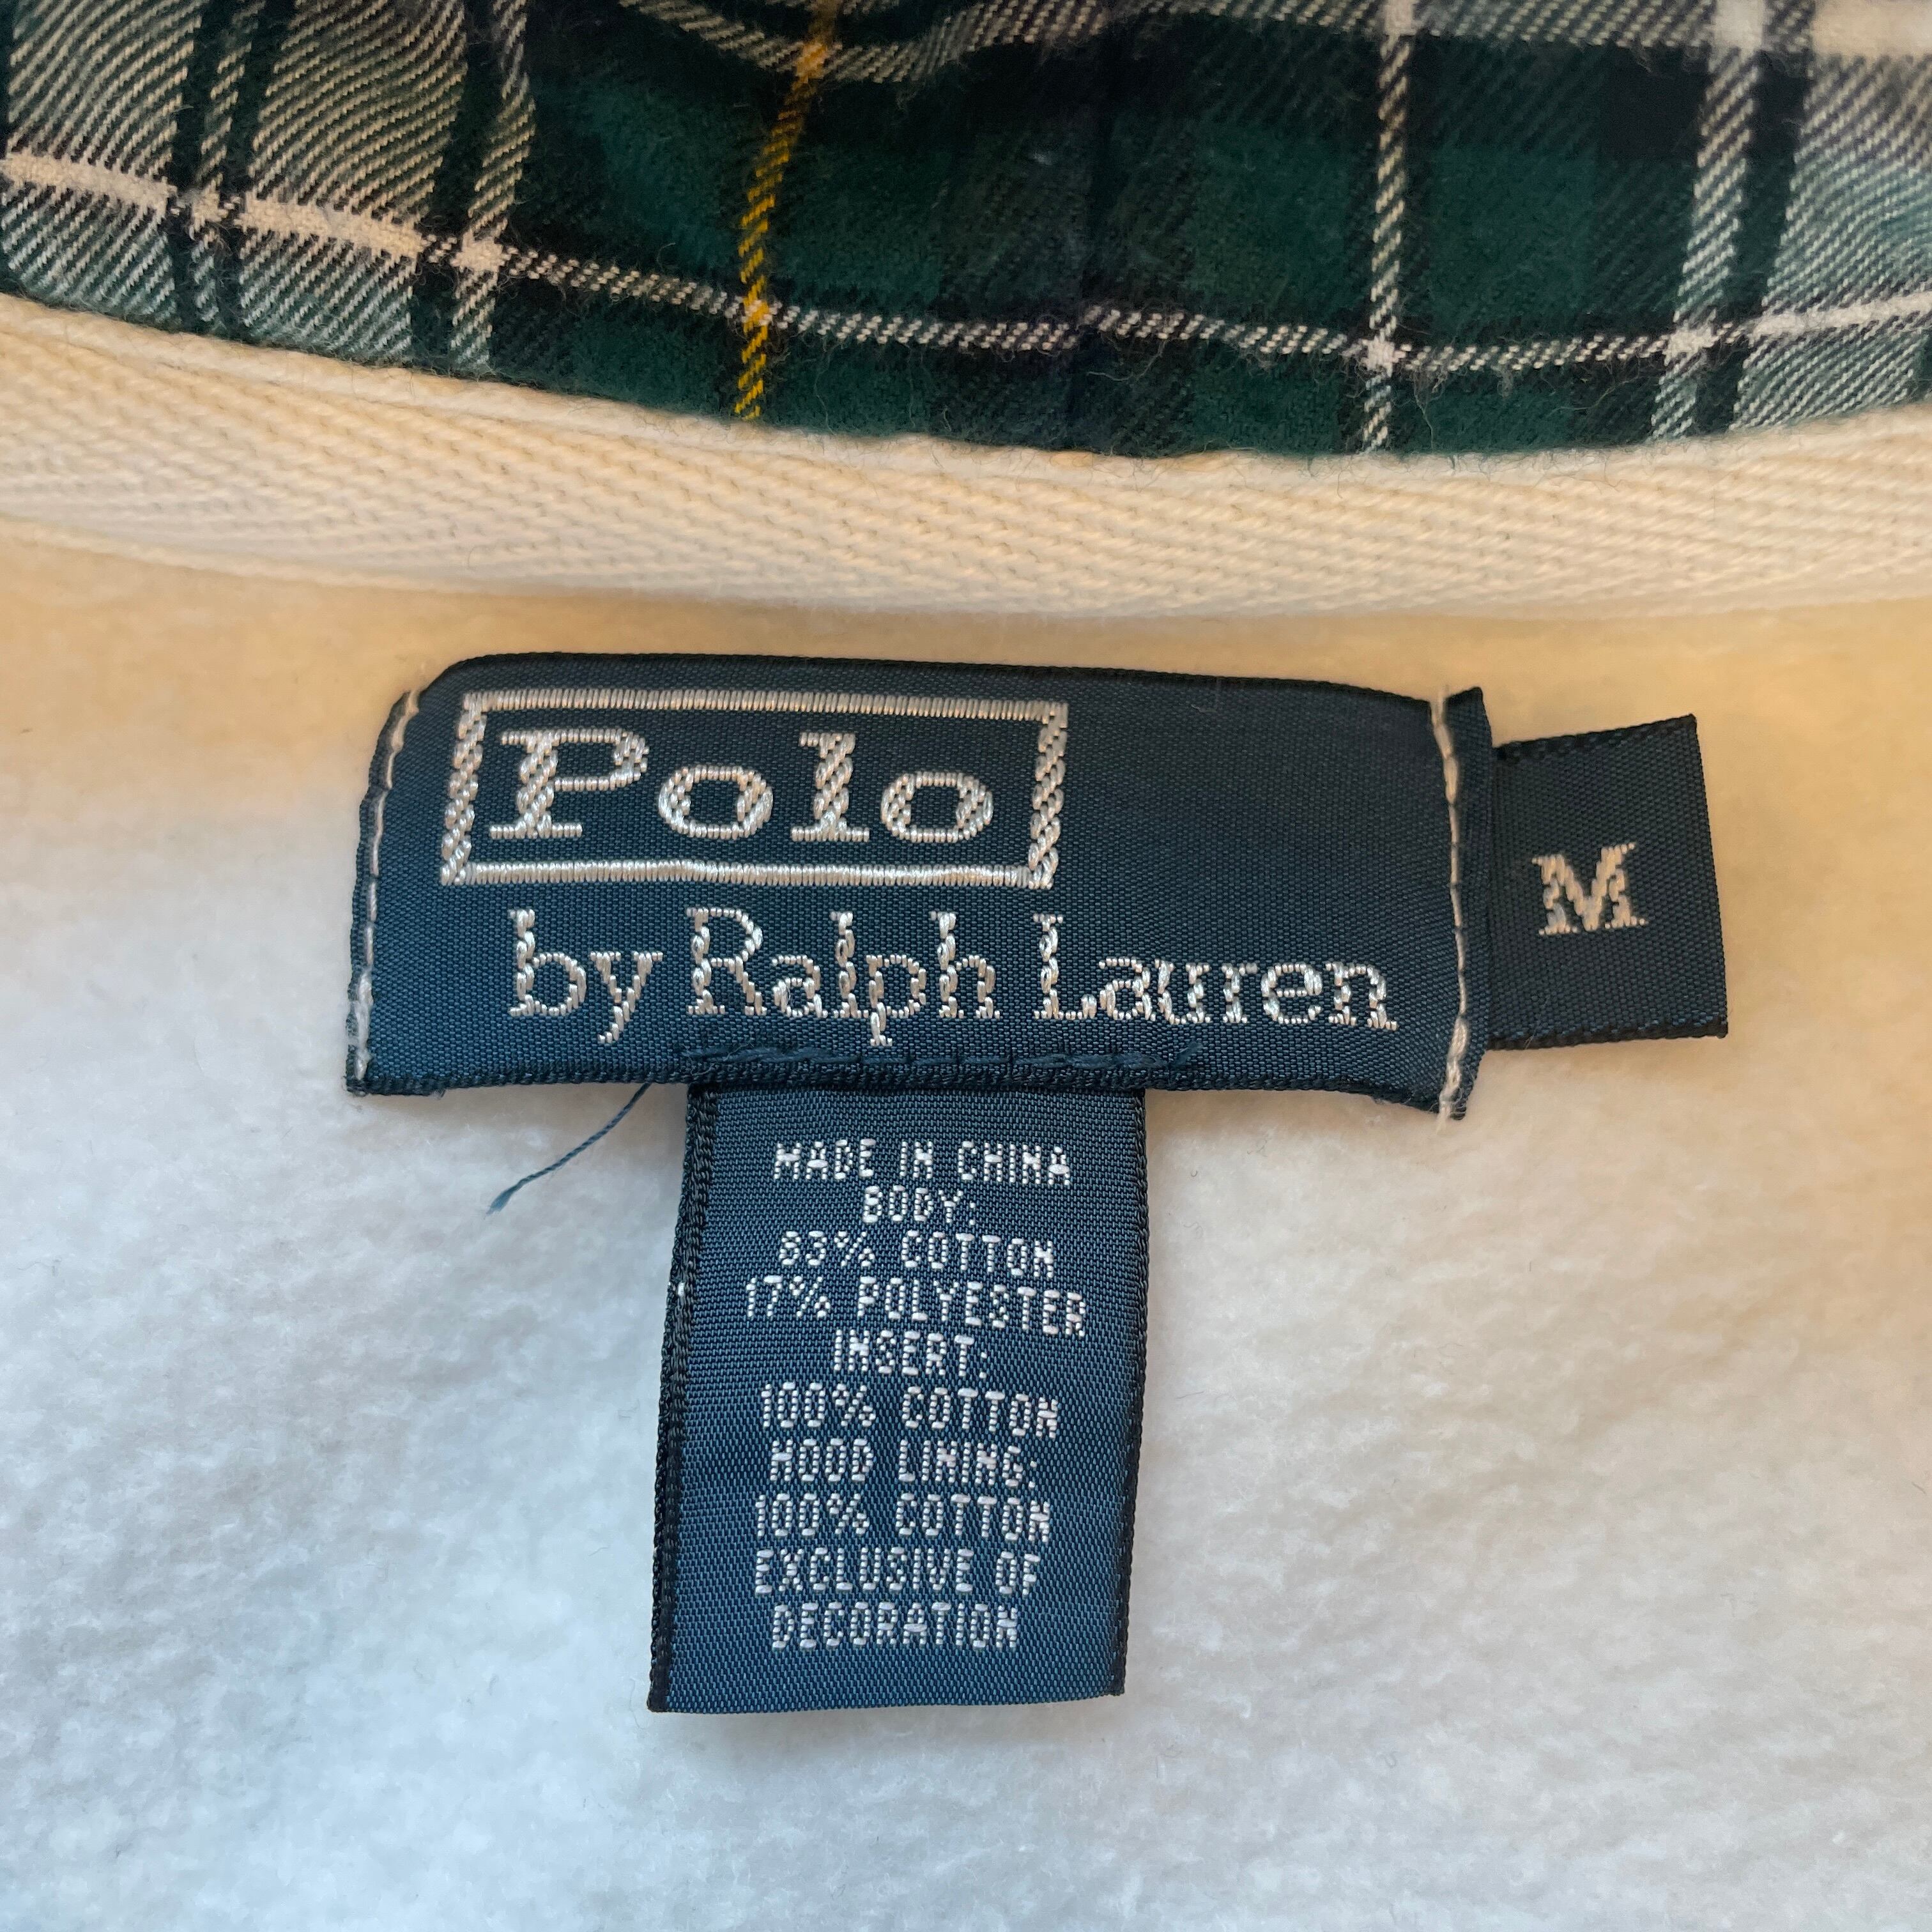 Polo
by Ralph Lauren
M
MADE IN CHINA
BODY:
83% COTTON
17% POLYESTER
INSERT:
100% COTTON
HOOD LINING:
100% COTTON
EXCLUSIVE OF
DECORATION